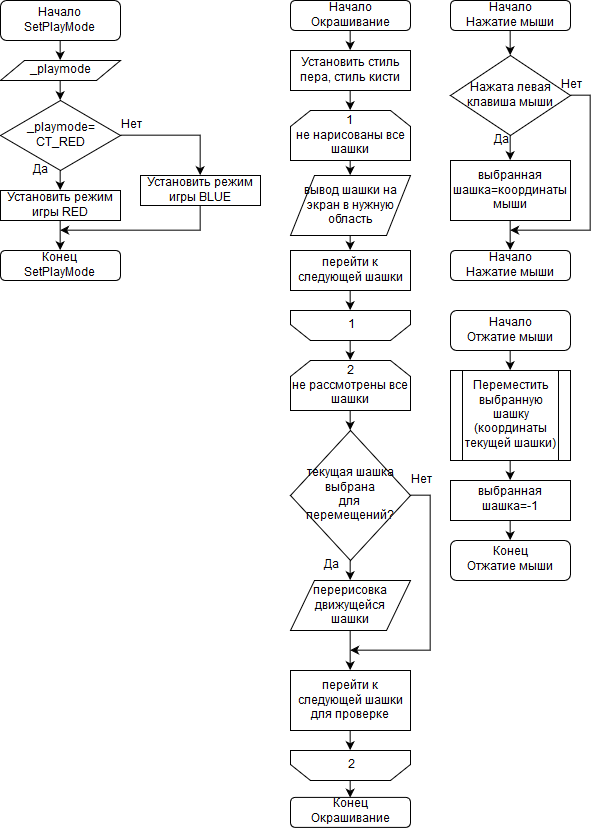 Начало
SetPlayMode
_playmode
_playmode=
CT_RED
Нет
Да
Установить режим
игры BLUE
Установить режим
игры RED
Конец
SetPlayMode
Начало
Окрашивание
Установить стиль
пера, стиль кисти
1
не нарисованы все
шашки
вывод шашки на
экран в нужную
область
перейти к
следующей шашки
1
2
не рассмотрены все
шашки
текущая шашка
выбрана
для
перемещений?
Нет
Да
перерисовка
движущейся
шашки
перейти к
следующей шашки
для проверке
2
Конец
Окрашивание
Начало
Нажатие мыши
Нажата левая
клавиша мыши
Нет
Да
выбранная
шашка=координаты
мыши
Начало
Нажатие мыши
Начало
Отжатие мыши
Переместить
выбранную
шашку
(координаты
текущей шашки)
выбранная
шашка=-1
Конец
Отжатие мыши